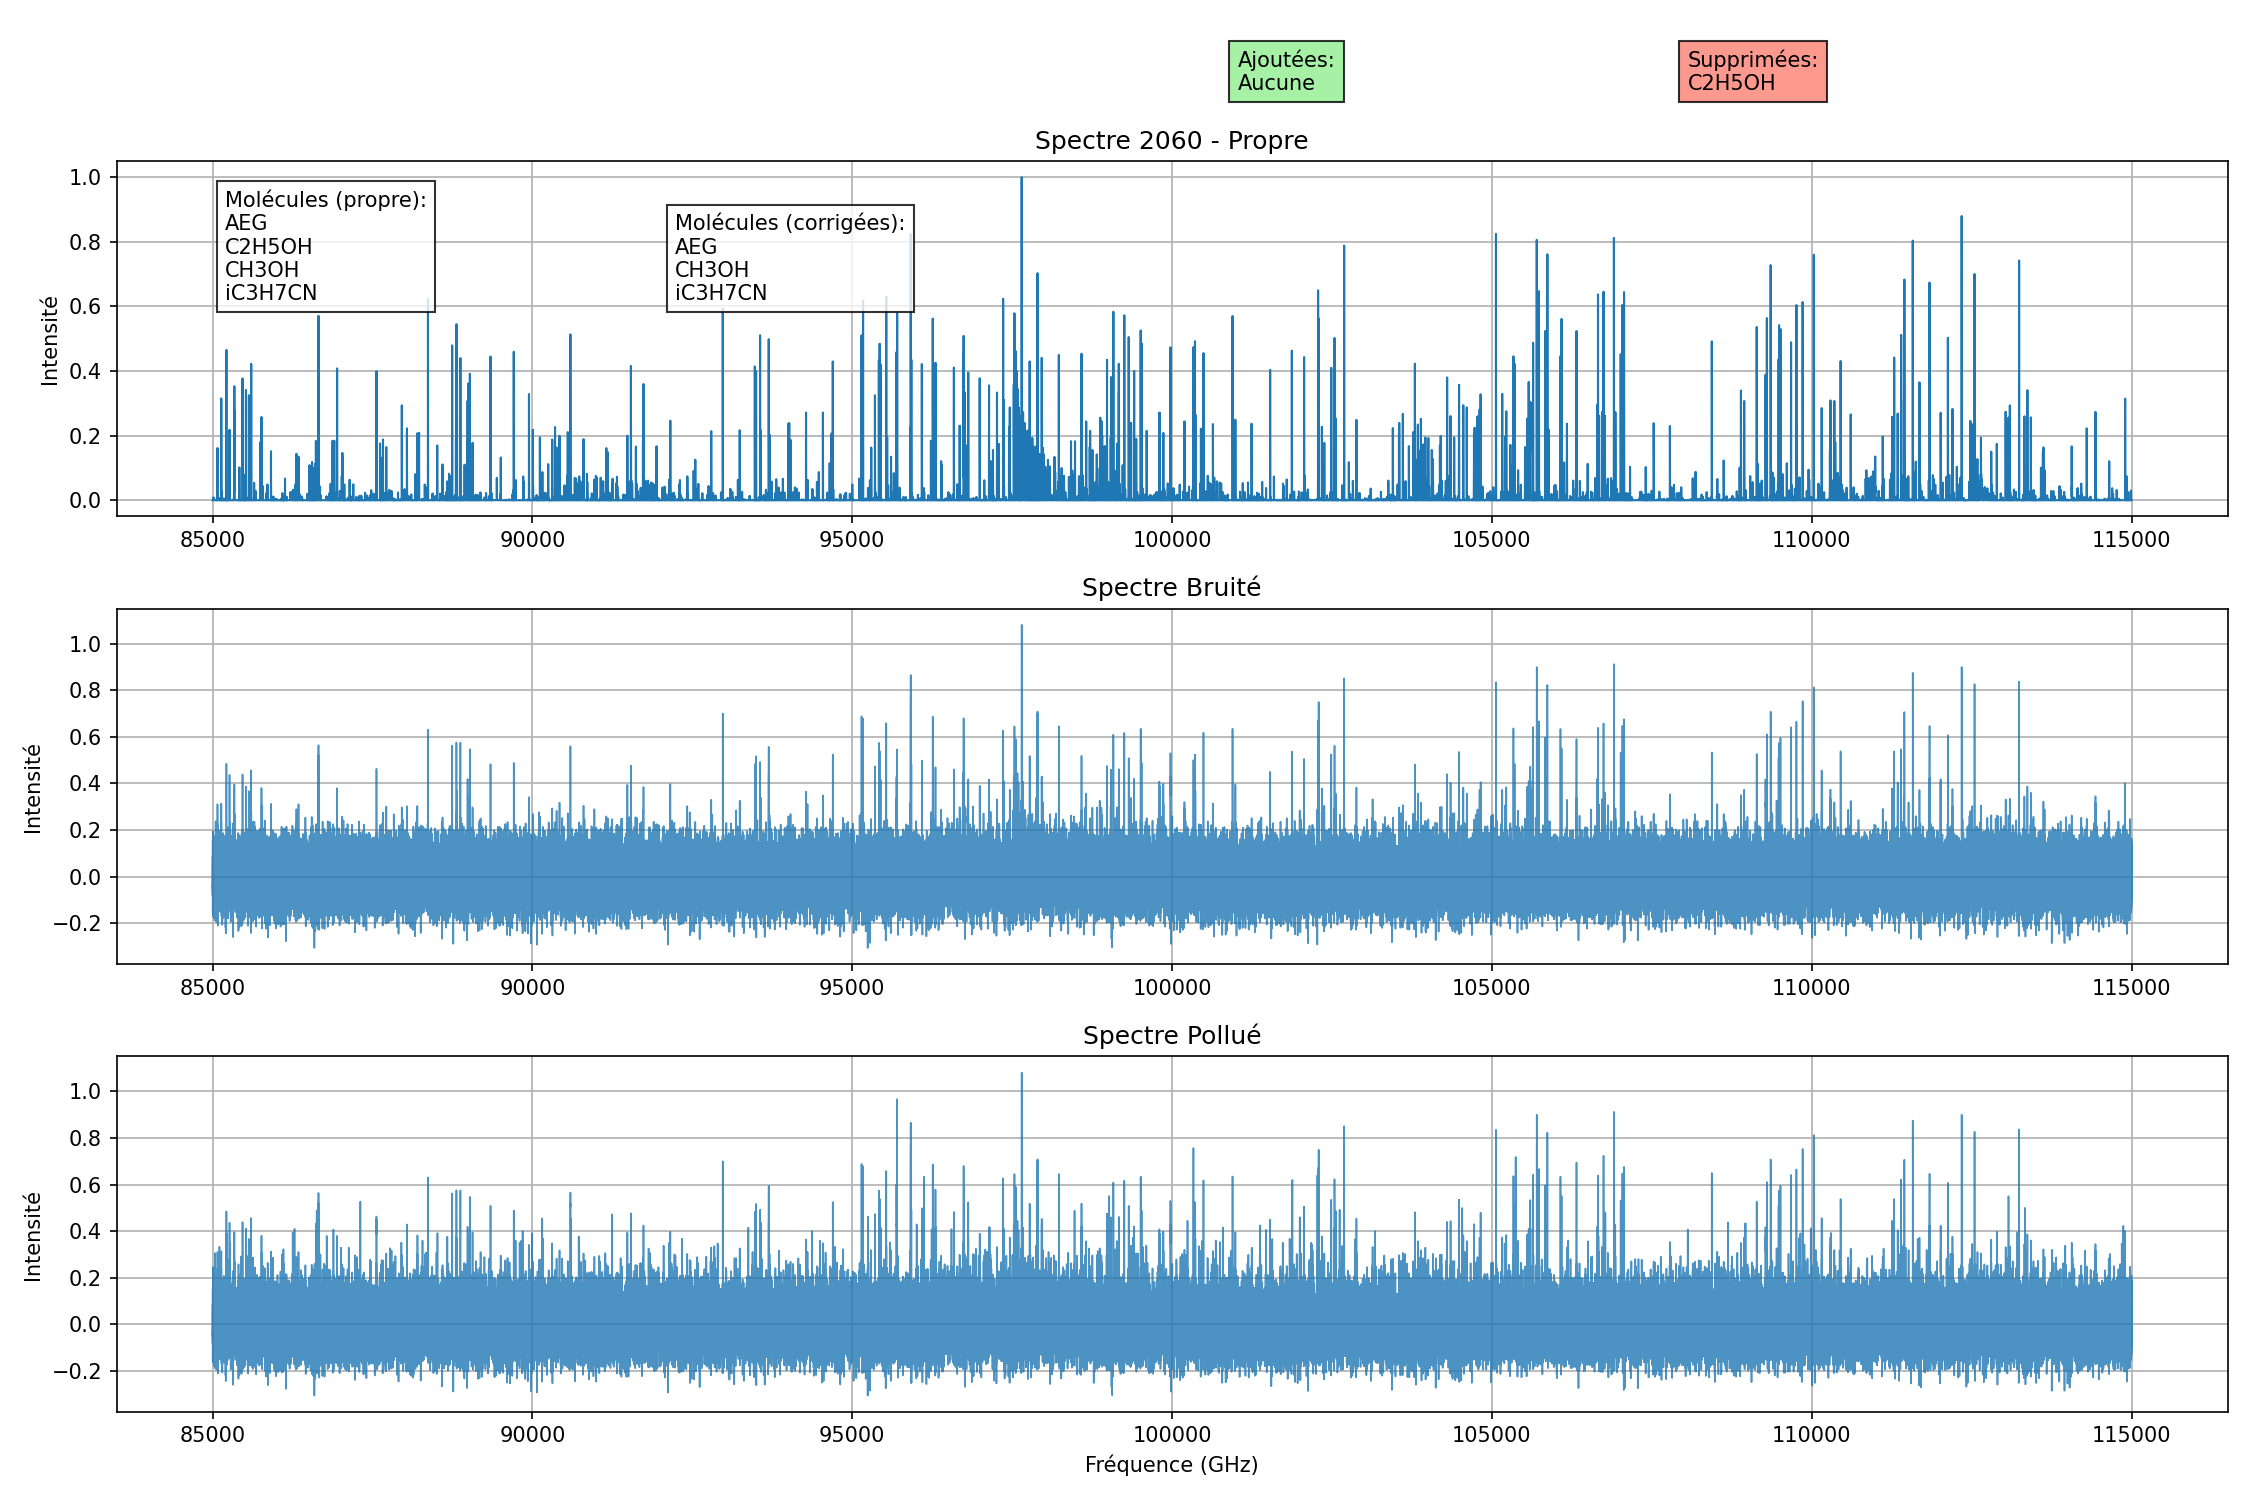 Ajoutées:
Aucune
Supprimées:
C2H5OH
Spectre 2060 - Propre
Molécules (propre):
AEG
C2H5OH
CH3OH
iC3H7CN
Molécules (corrigées):
AEG
CH3OH
iC3H7CN
Intensité
1.0
0.8
0.6
0.4
0.2
0.0
85000 90000 95000 100000 105000 110000 115000
Spectre Bruité
Intensité
1.0
0.8
0.6
0.4
0.2
0.0
−0.2
85000 90000 95000 100000 105000 110000 115000
Spectre Pollué
Intensité
1.0
0.8
0.6
0.4
0.2
0.0
−0.2
85000 90000 95000 100000 105000 110000 115000
Fréquence (GHz)